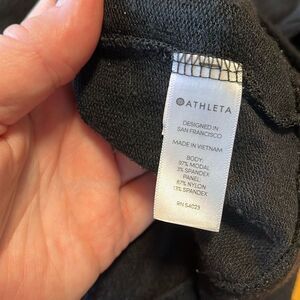 ATHLETA
DESIGNED IN
SAN FRANCISCO
MADE IN VIETNAM
BODY:
97% MODAL
3% SPANDEX
PANEL:
87% NYLON
13% SPANDEX
RN 54023